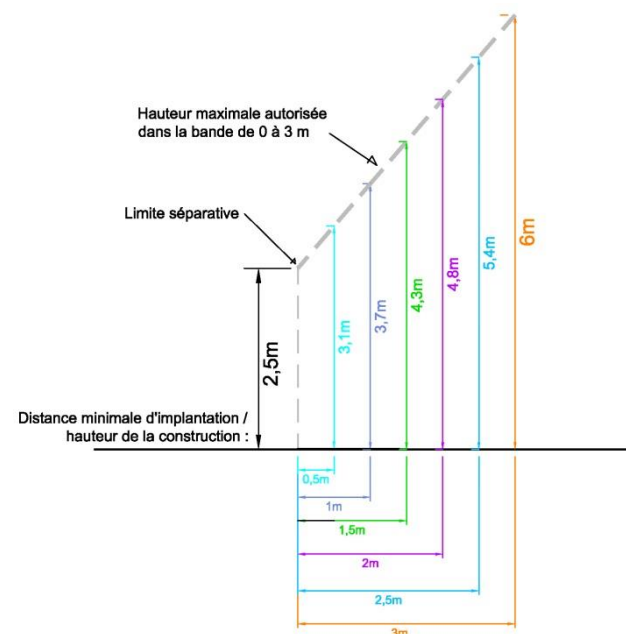 Hauteur maximale autorisée
dans la bande de 0 à 3 m
Limite séparative
2,5m
3,1m
3,7m
4,3m
4,8m
5,4m
6m
Distance minimale d'implantation /
hauteur de la construction :
0,5m
1m
1,5m
2m
2,5m
3m